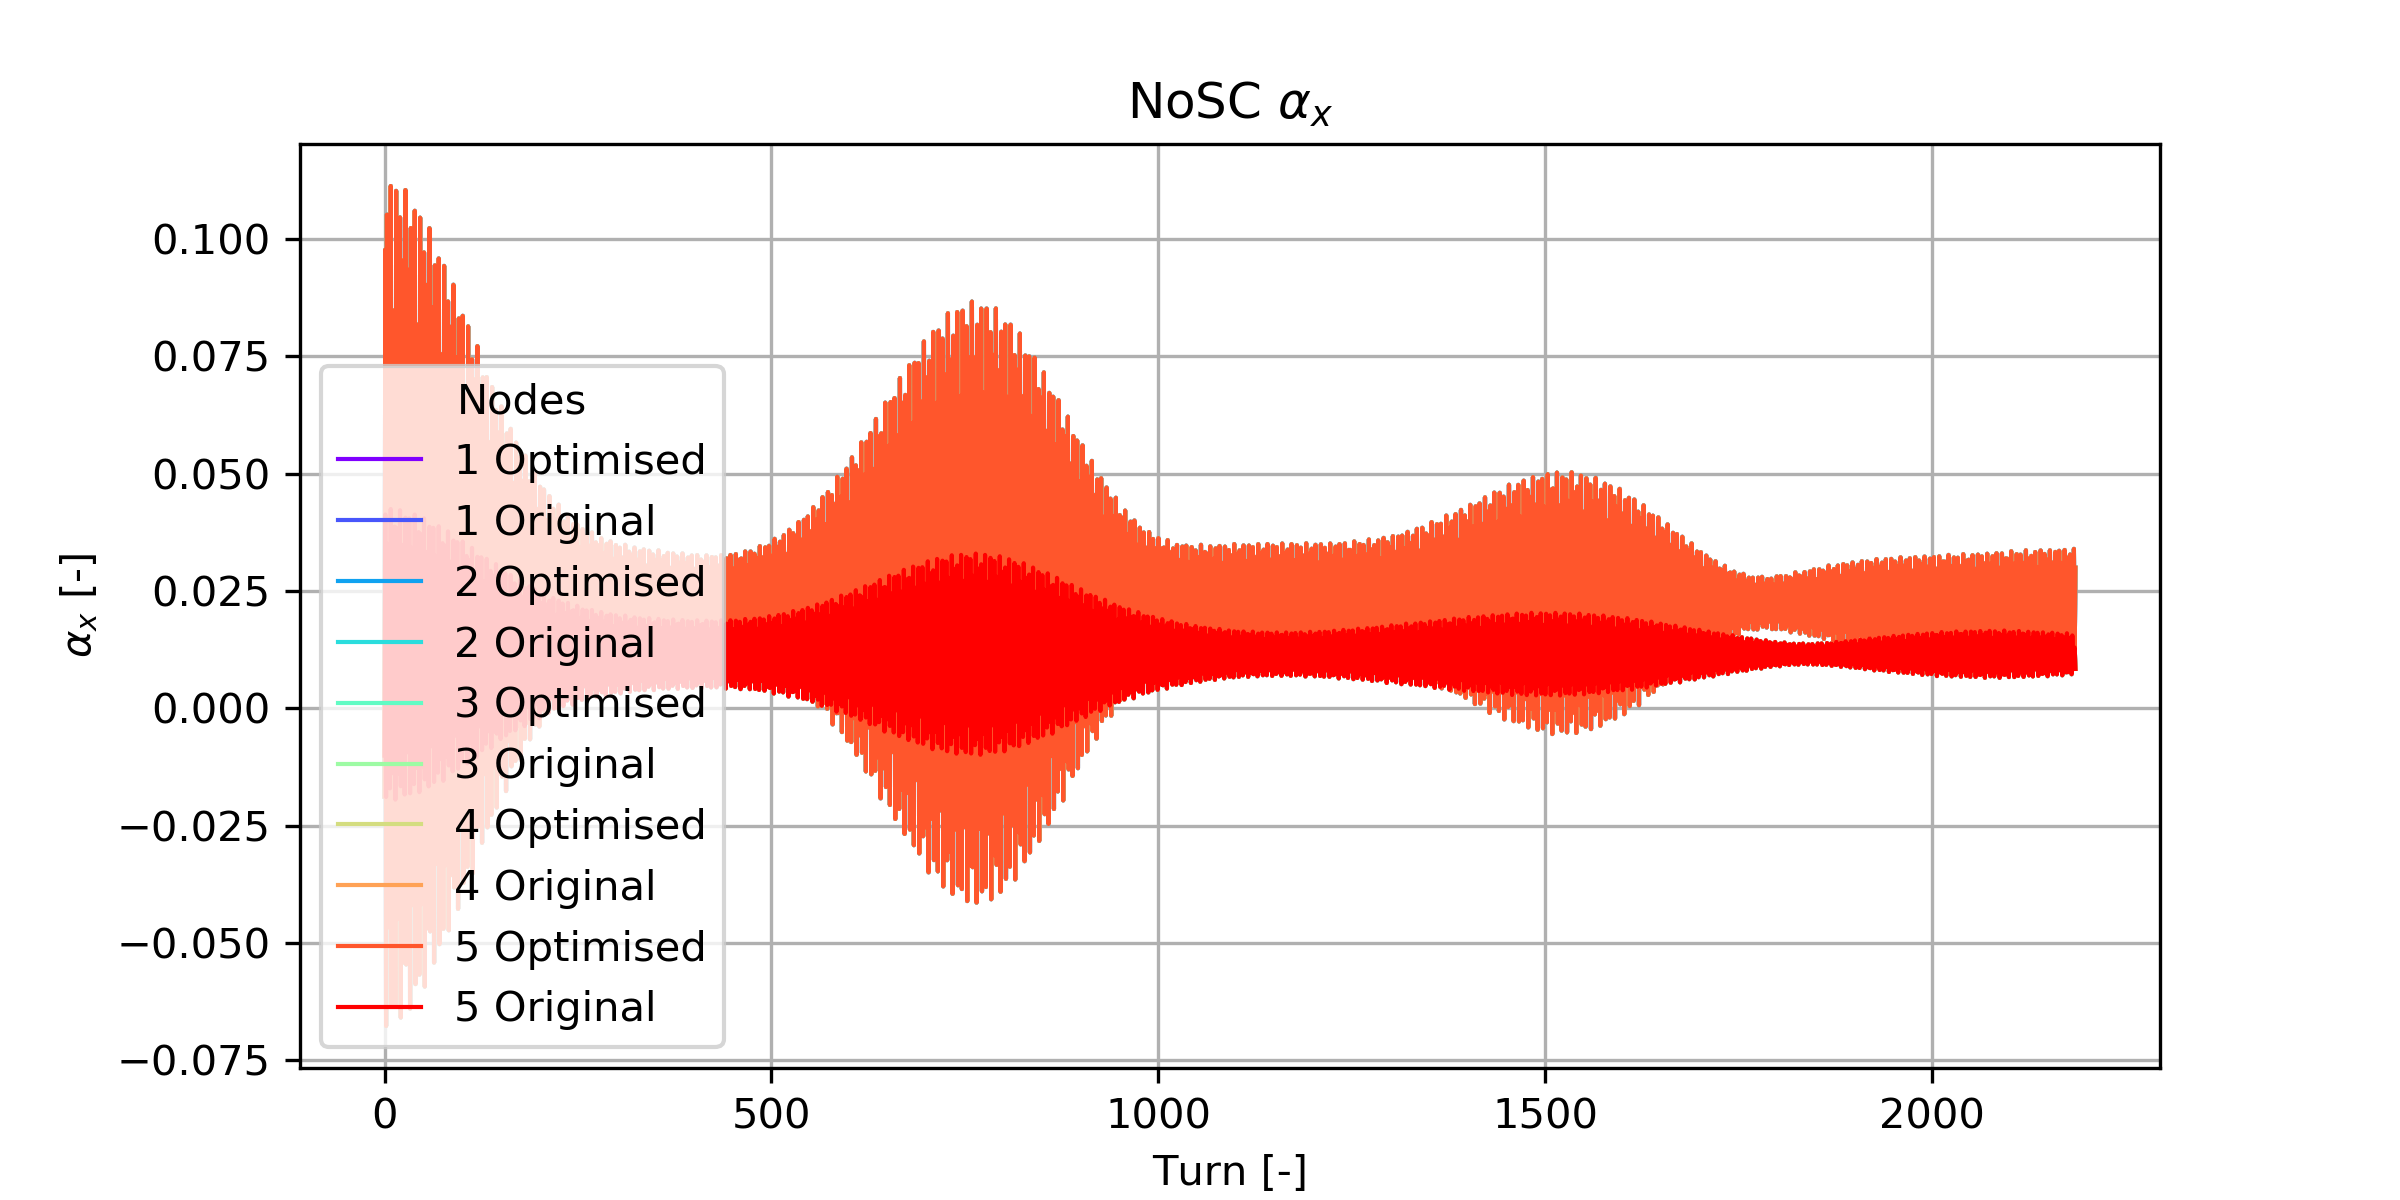 NoSC αx
0.100
0.075
0.050
0.025
0.000
−0.025
−0.050
−0.075
αx [-]
Nodes
1 Optimised
1 Original
2 Optimised
2 Original
3 Optimised
3 Original
4 Optimised
4 Original
5 Optimised
5 Original
0 500 1000 1500 2000
Turn [-]